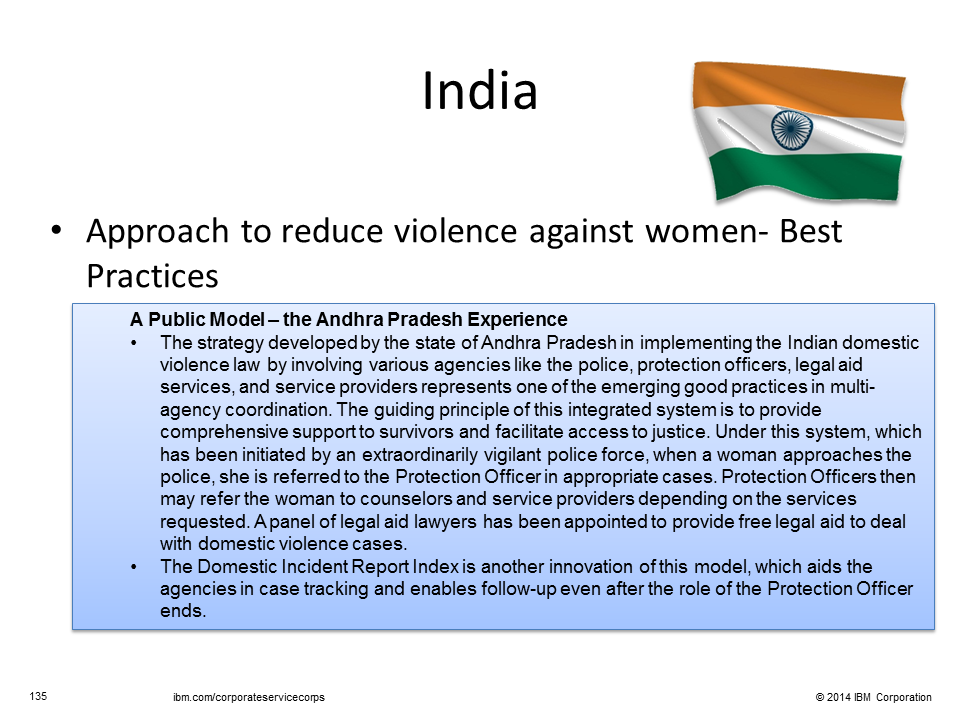 India
• Approach to reduce violence against women- Best
Practices
A Public Model – the Andhra Pradesh Experience
• The strategy developed by the state of Andhra Pradesh in implementing the Indian domestic
violence law by involving various agencies like the police, protection officers, legal aid
services, and service providers represents one of the emerging good practices in multi-
agency coordination. The guiding principle of this integrated system is to provide
comprehensive support to survivors and facilitate access to justice. Under this system, which
has been initiated by an extraordinarily vigilant police force, when a woman approaches the
police, she is referred to the Protection Officer in appropriate cases. Protection Officers then
may refer the woman to counselors and service providers depending on the services
requested. A panel of legal aid lawyers has been appointed to provide free legal aid to deal
with domestic violence cases.
• The Domestic Incident Report Index is another innovation of this model, which aids the
agencies in case tracking and enables follow-up even after the role of the Protection Officer
ends.
135 ibm.com/corporateservicecorps © 2014 IBM Corporation